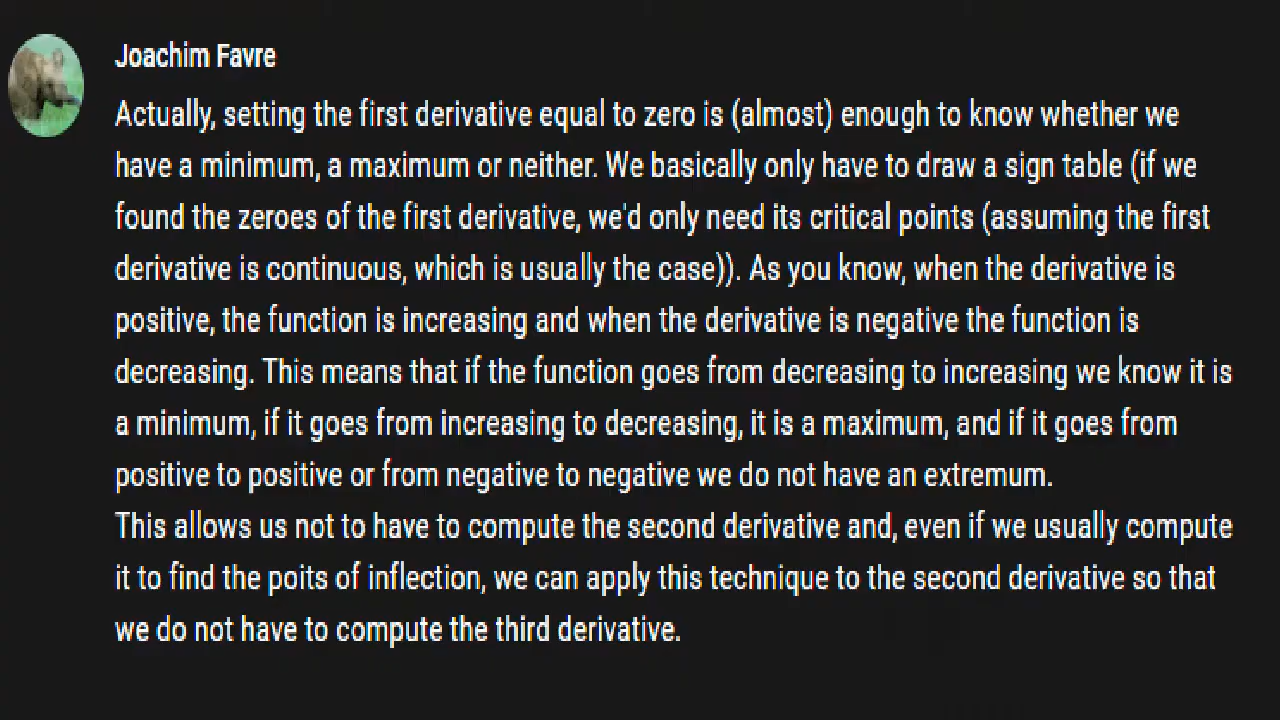 Joachim Favre
Actually, setting the first derivative equal to zero is (almost) enough to know whether we
have a minimum, a maximum or neither. We basically only have to draw a sign table (if we
found the zeroes of the first derivative, we'd only need its critical points (assuming the first
derivative is continuous, which is usually the case)). As you know, when the derivative is
positive, the function is increasing and when the derivative is negative the function is
decreasing. This means that if the function goes from decreasing to increasing we know it is
a minimum, if it goes from increasing to decreasing, it is a maximum, and if it goes from
positive to positive or from negative to negative we do not have an extremum.
This allows us not to have to compute the second derivative and, even if we usually compute
it to find the poits of inflection, we can apply this technique to the second derivative so that
we do not have to compute the third derivative.